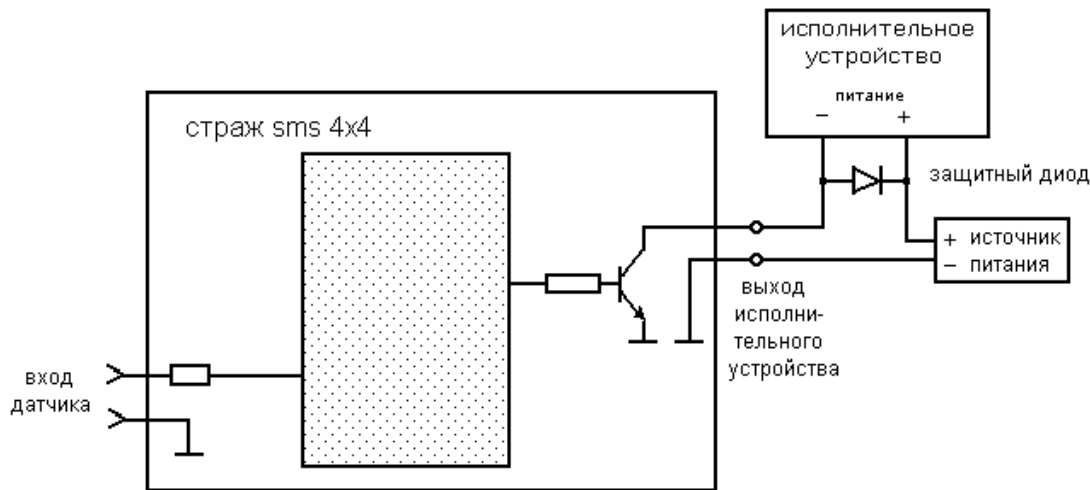 исполнительное
устройство
питание
− +
страж sms 4x4
защитный диод
+ источник
− питания
выход
исполни-
тельного
устройства
вход
датчика